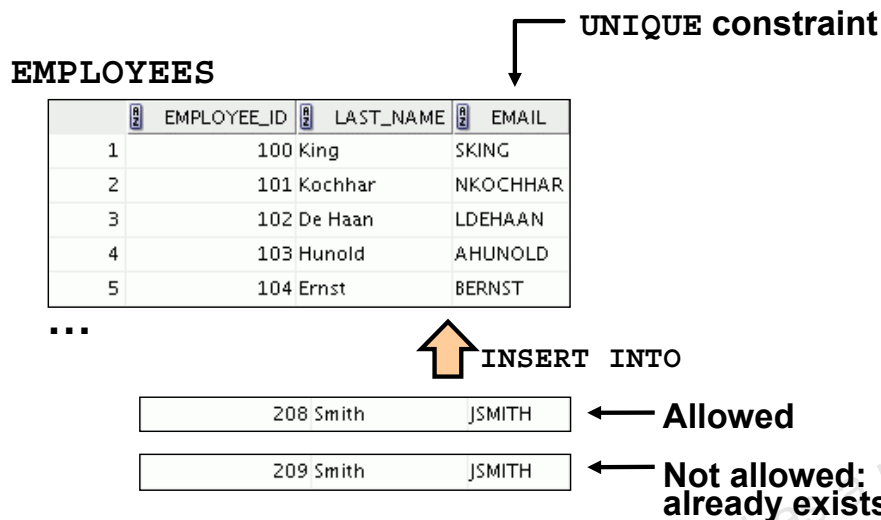 UNIQUE constraint
EMPLOYEES
EMPLOYEE_ID LAST_NAME EMAIL
1 100 King SKING
2 101 Kochhar NKOCHHAR
3 102 De Haan LDEHAAN
4 103 Hunold AHUNOLD
5 104 Ernst BERNST
...
INSERT INTO
208 Smith JSMITH Allowed
209 Smith JSMITH Not allowed:
already exists